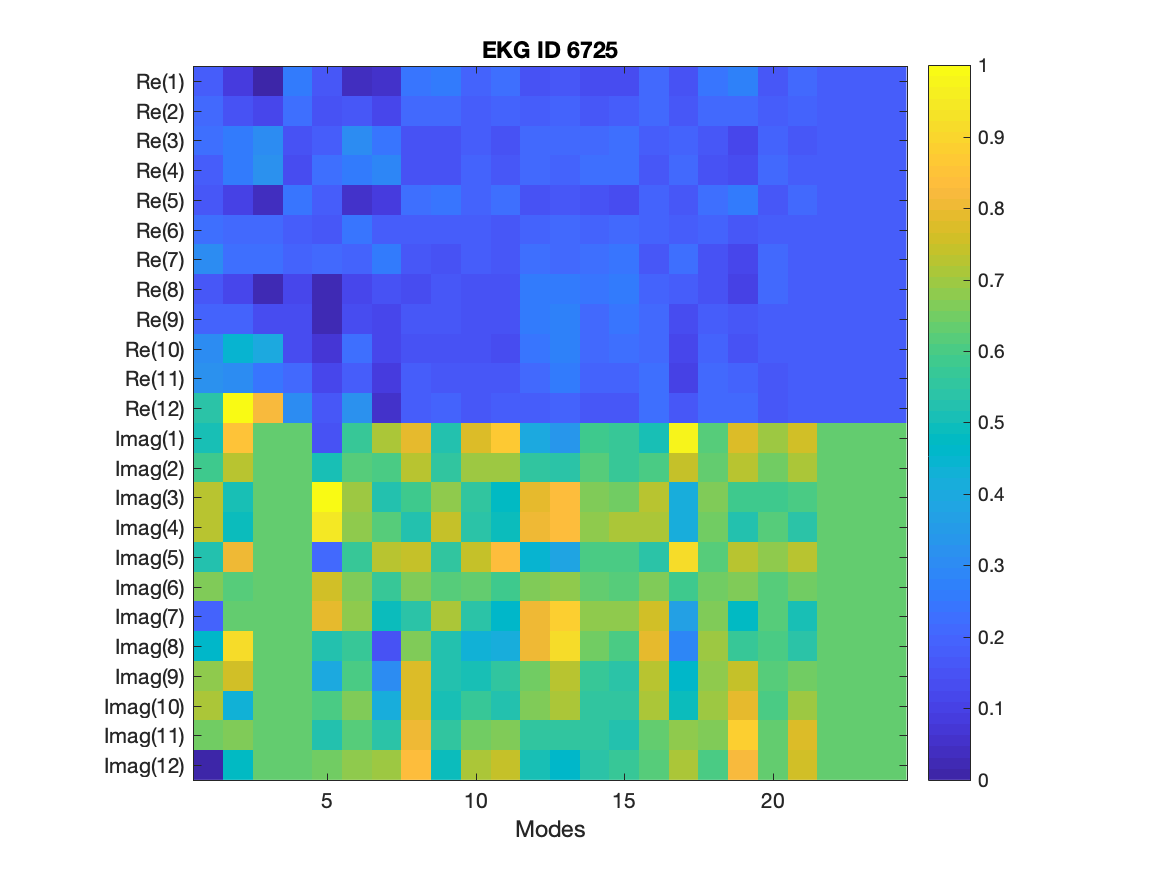 EKG ID 6725
Re(1)
Re(2)
Re(3)
Re(4)
Re(5)
Re(6)
Re(7)
Re(8)
Re(9)
Re(10)
Re(11)
Re(12)
Imag(1)
Imag(2)
Imag(3)
Imag(4)
Imag(5)
Imag(6)
Imag(7)
Imag(8)
Imag(9)
Imag(10)
Imag(11)
Imag(12)
5 10 15 20
Modes
1
0.9
0.8
0.7
0.6
0.5
0.4
0.3
0.2
0.1
0